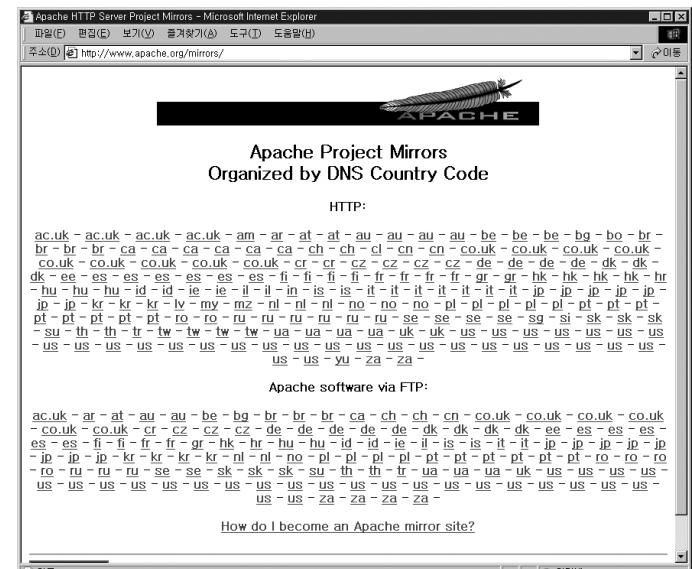 Apache HTTP Server Project Mirrors - Microsoft Internet Explorer
파일(F) 편집(E) 보기(V) 즐겨찾기(A) 도구(T) 도움말(H)
주소(D) http://www.apache.org/mirrors/ 이동
APACHE
Apache Project Mirrors
Organized by DNS Country Code
HTTP:
ac.uk - ac.uk - ac.uk - ac.uk - am - ar - at - at - au - au - au - au - be - be - be - bg - bo - br -
br - br - br - ca - ca - ca - ca - ca - ca - ch - ch - cl - cn - cn - co.uk - co.uk - co.uk - co.uk -
co.uk - co.uk - co.uk - co.uk - co.uk - cr - cr - cz - cz - cz - cz - de - de - de - de - dk - dk -
dk - ee - es - es - es - es - es - fi - fi - fi - fi - fr - fr - fr - fr - gr - gr - hk - hk - hk - hk - hr
- hu - hu - hu - id - id - ie - ie - il - il - in - is - is - it - it - it - it - it - it - it - jp - jp - jp - jp - jp -
jp - jp - kr - kr - kr - lv - my - mz - nl - nl - nl - no - no - no - pl - pl - pl - pl - pl - pt - pt - pt -
pt - pt - pt - pt - pt - ro - ro - ru - ru - ru - ru - ru - ru - se - se - se - se - sg - si - sk - sk - sk
- su - th - th - tr - tw - tw - tw - tw - ua - ua - ua - ua - uk - uk - us - us - us - us - us - us - us
- us - us - us - us - us - us - us - us - us - us - us - us - us - us - us - us - us - us - us -
us - us - yu - za - za -
Apache software via FTP:
ac.uk - ar - at - au - au - be - bg - br - br - br - ca - ch - ch - cn - co.uk - co.uk - co.uk - co.uk
- co.uk - co.uk - cr - cz - cz - cz - de - de - de - de - de - dk - dk - dk - dk - ee - es - es - es -
es - es - fi - fi - fr - fr - gr - hk - hr - hu - hu - id - id - ie - il - is - is - it - it - jp - jp - jp - jp - jp
- jp - jp - jp - kr - kr - kr - kr - nl - nl - no - pl - pl - pl - pl - pt - pt - pt - pt - pt - pt - ro - ro - ro
- ro - ru - ru - ru - se - se - sk - sk - sk - su - th - th - tr - ua - ua - ua - uk - us - us - us - us -
us - us - us - us - us - us - us - us - us - us - us - us - us - us - us - us - us - us - us -
us - us - za - za - za - za -
How do I become an Apache mirror site?